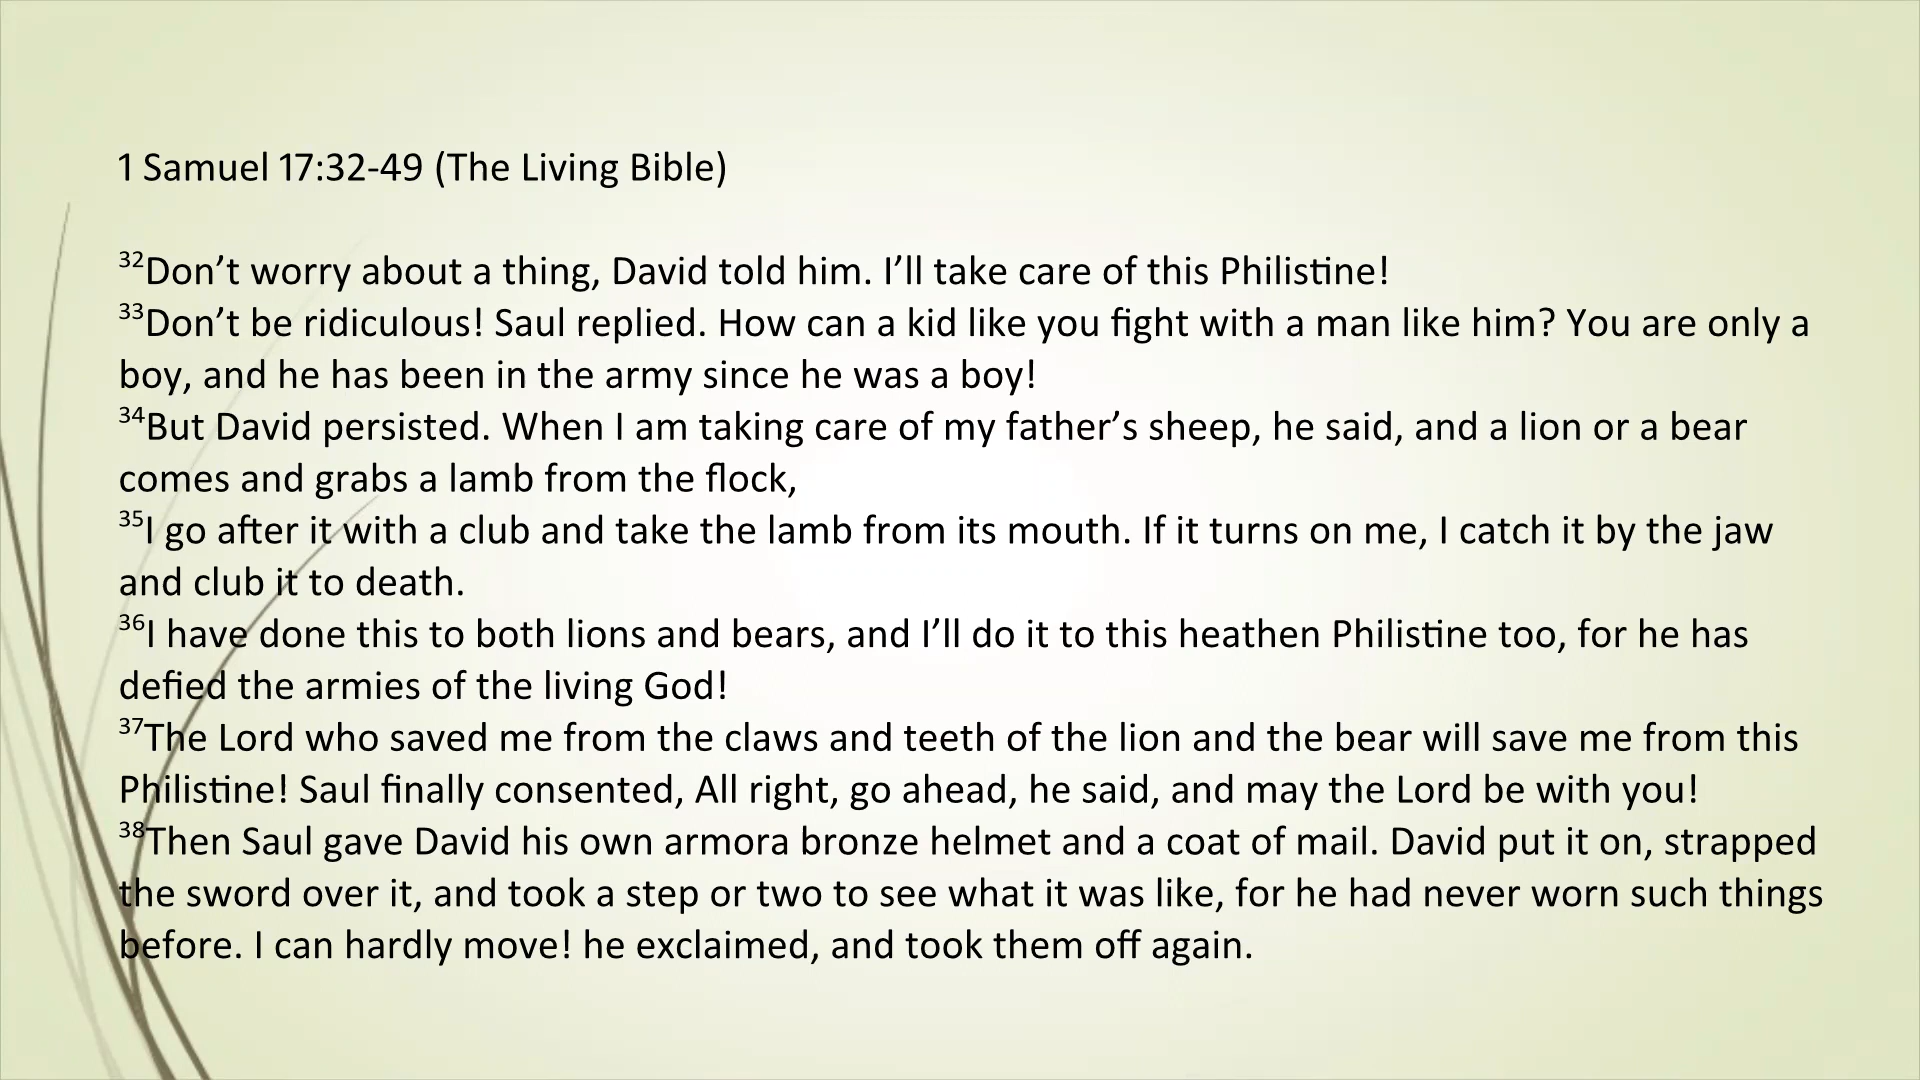 1 Samuel 17:32-49 (The Living Bible)
32Don’t worry about a thing, David told him. I’ll take care of this Philistine!
33Don’t be ridiculous! Saul replied. How can a kid like you fight with a man like him? You are only a
boy, and he has been in the army since he was a boy!
34But David persisted. When I am taking care of my father’s sheep, he said, and a lion or a bear
comes and grabs a lamb from the flock,
35I go after it with a club and take the lamb from its mouth. If it turns on me, I catch it by the jaw
and club it to death.
36I have done this to both lions and bears, and I’ll do it to this heathen Philistine too, for he has
defied the armies of the living God!
37The Lord who saved me from the claws and teeth of the lion and the bear will save me from this
Philistine! Saul finally consented, All right, go ahead, he said, and may the Lord be with you!
38Then Saul gave David his own armora bronze helmet and a coat of mail. David put it on, strapped
the sword over it, and took a step or two to see what it was like, for he had never worn such things
before. I can hardly move! he exclaimed, and took them off again.